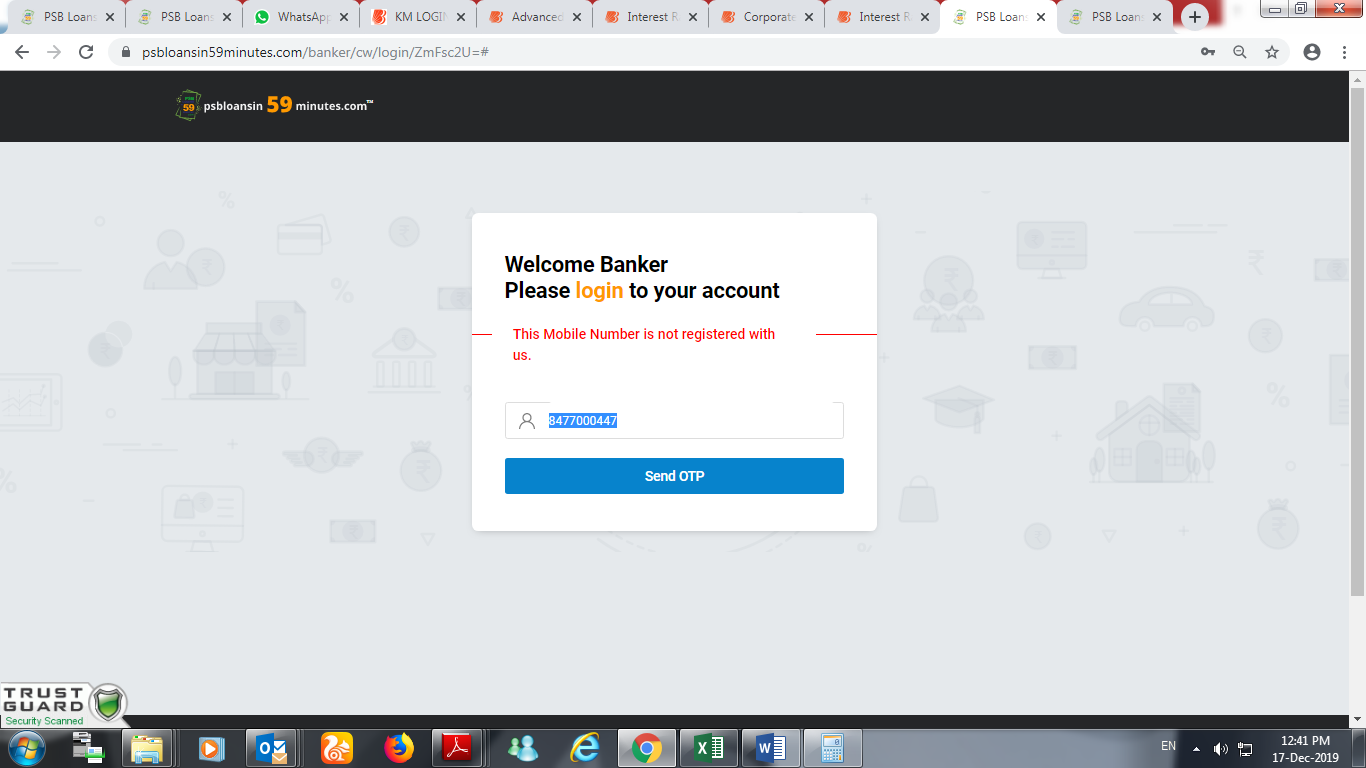 PSB Loans
PSB Loans
WhatsApp
KM LOGIN
Advanced
Interest R
Corporate
Interest R
PSB Loans
PSB Loans
psbloansin59minutes.com/banker/cw/login/ZmFsc2U=#
PSB
59
psbloansin 59 minutes.com™
Welcome Banker
Please login to your account
This Mobile Number is not registered with
us.
8477000447
Send OTP
TRUST
GUARD
Security Scanned
EN
12:41 PM
17-Dec-2019